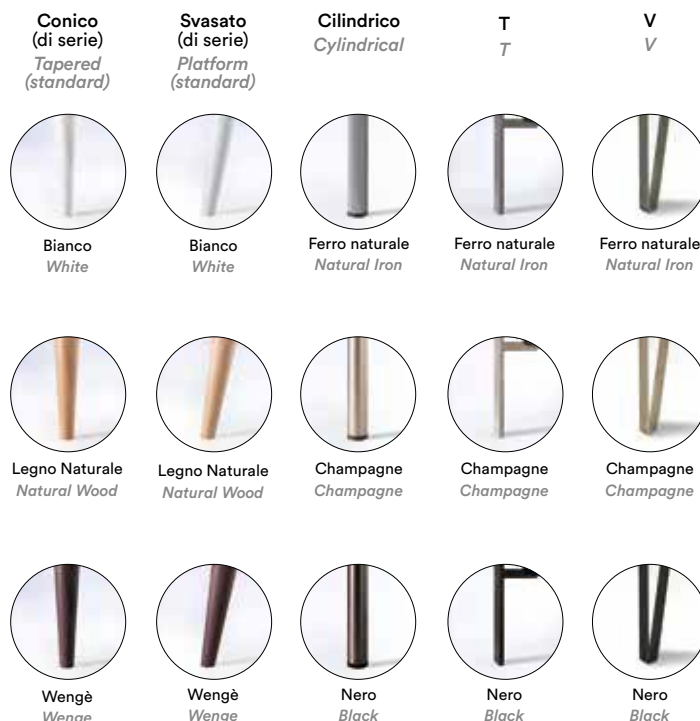 Conico
(di serie)
Tapered
(standard)
Svasato
(di serie)
Platform
(standard)
Cilindrico
Cylindrical
T
T
V
V
Bianco
White
Bianco
White
Ferro naturale
Natural Iron
Ferro naturale
Natural Iron
Ferro naturale
Natural Iron
Legno Naturale
Natural Wood
Legno Naturale
Natural Wood
Champagne
Champagne
Champagne
Champagne
Champagne
Champagne
Wengè
Wenge
Wengè
Wenge
Nero
Black
Nero
Black
Nero
Black